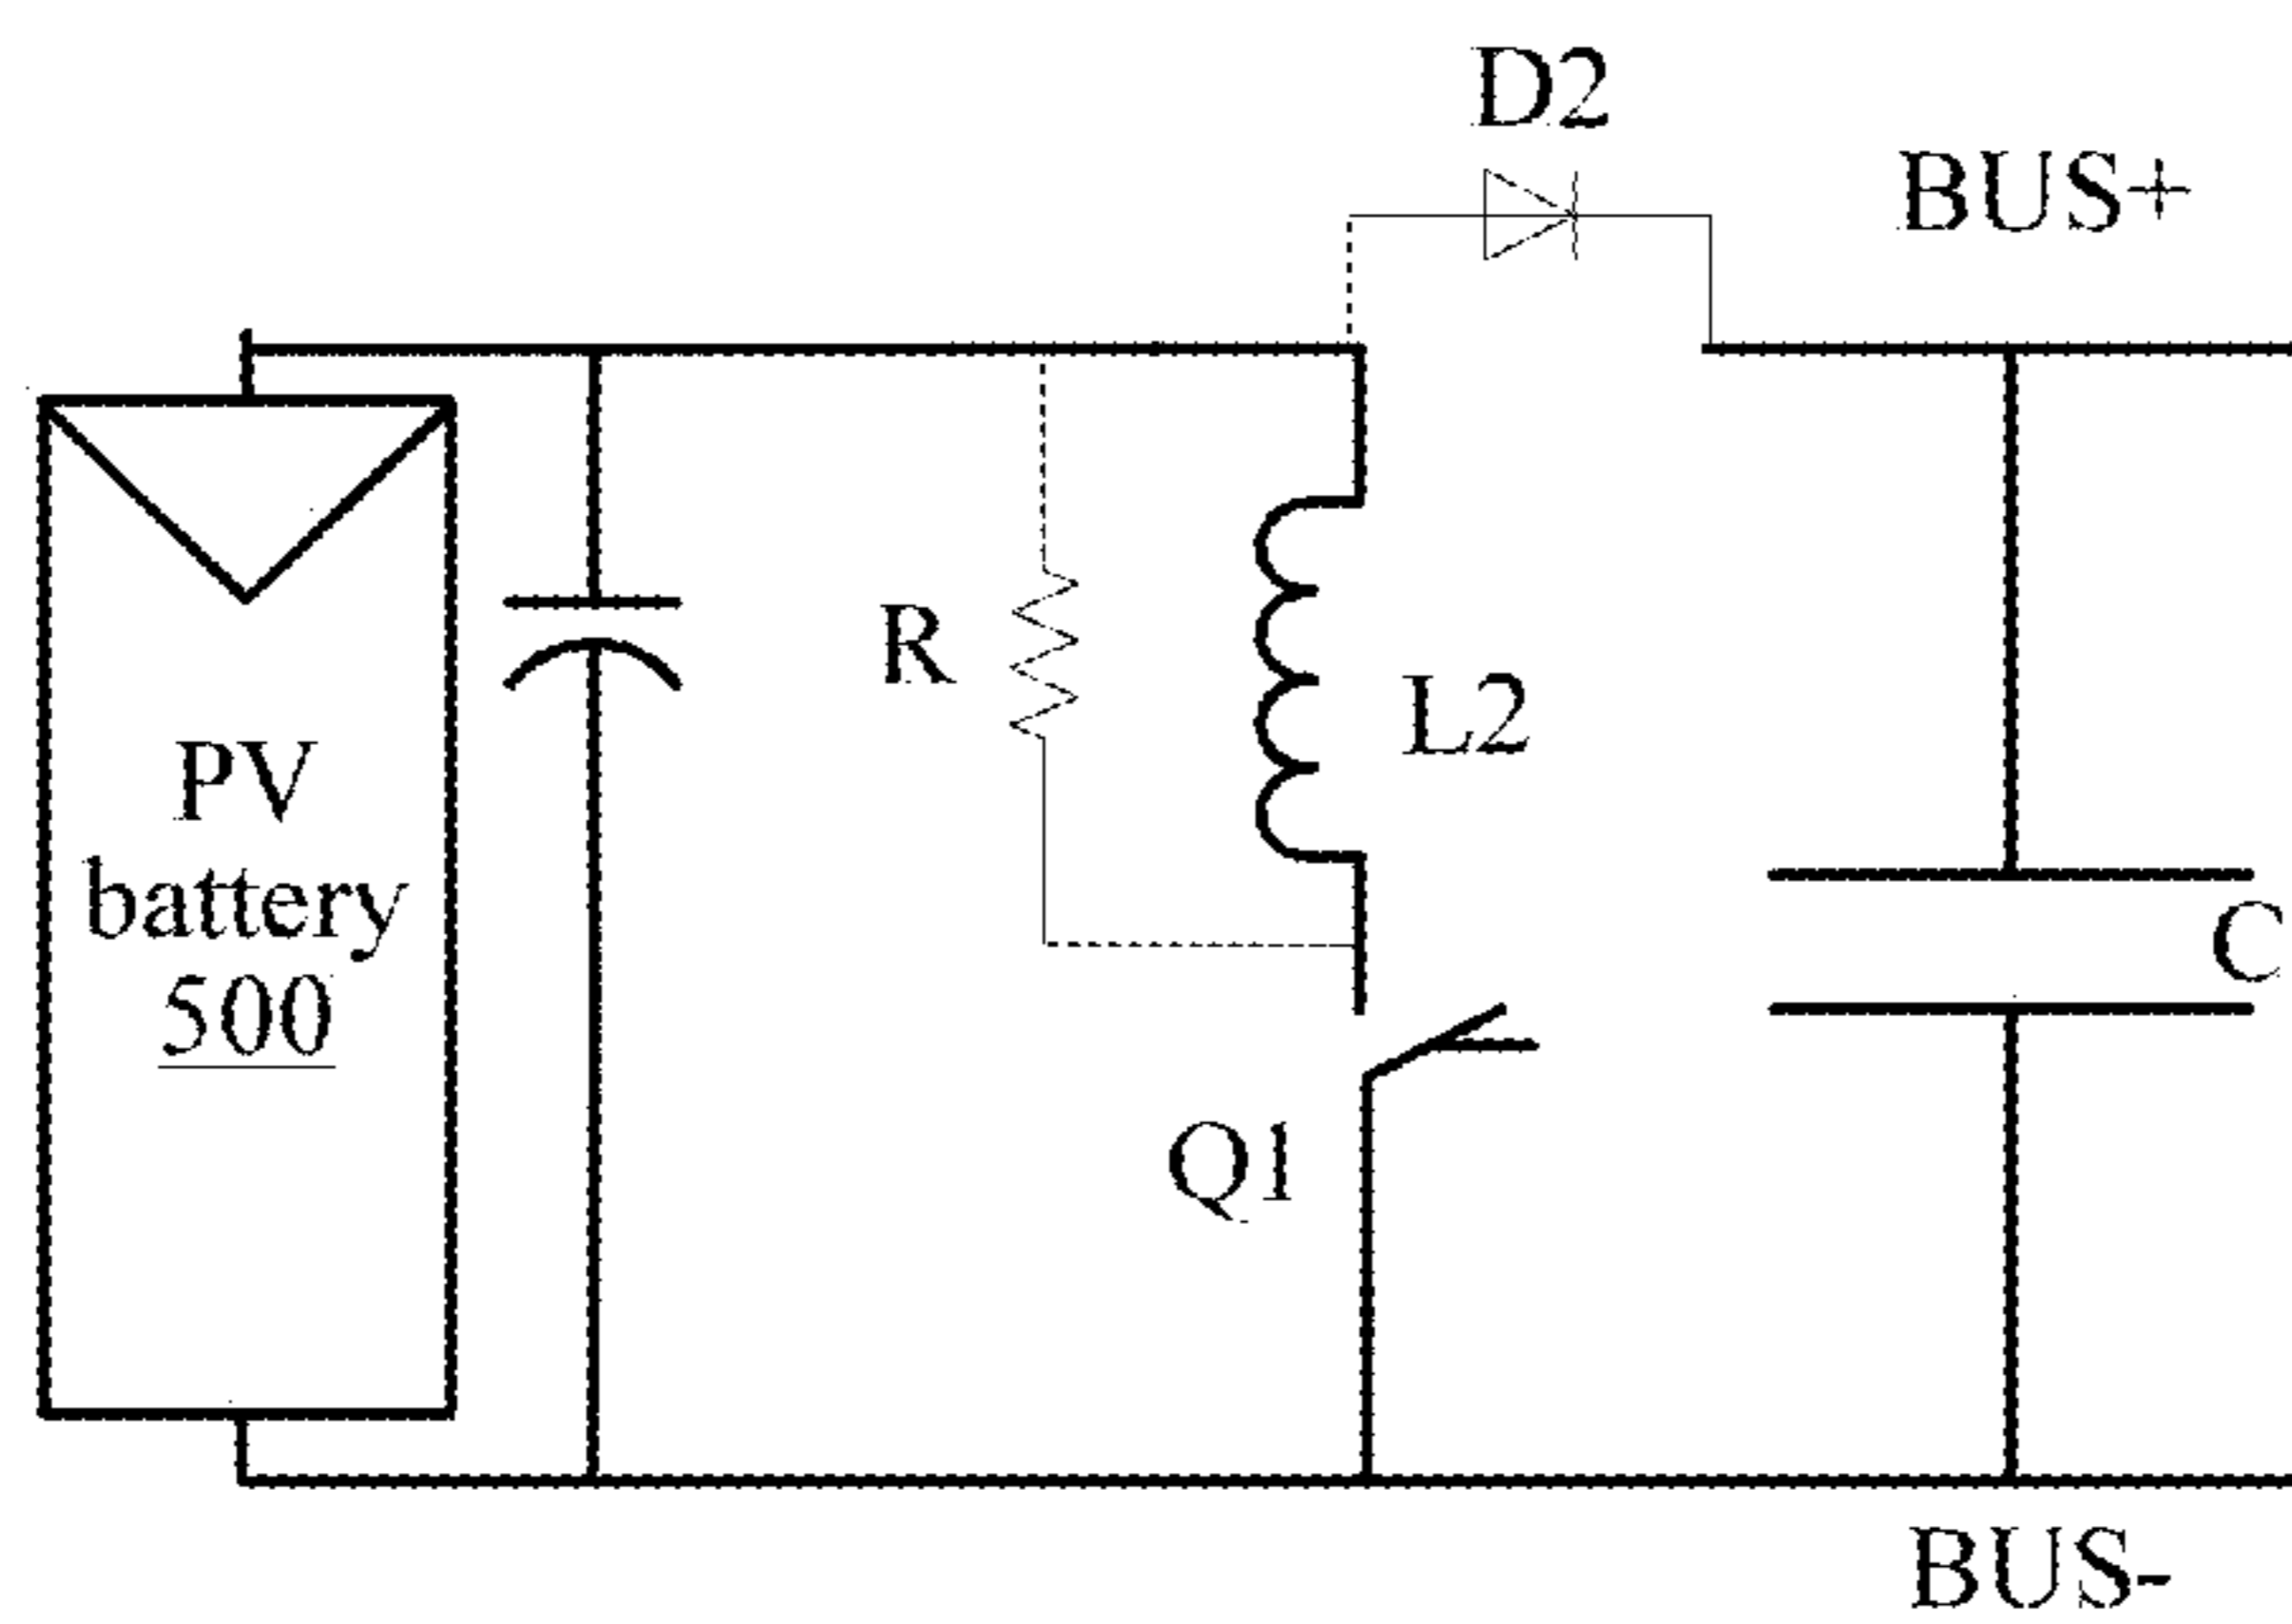 D2
BUS+
R
L2
PV
battery
500
C
Q1
BUS-